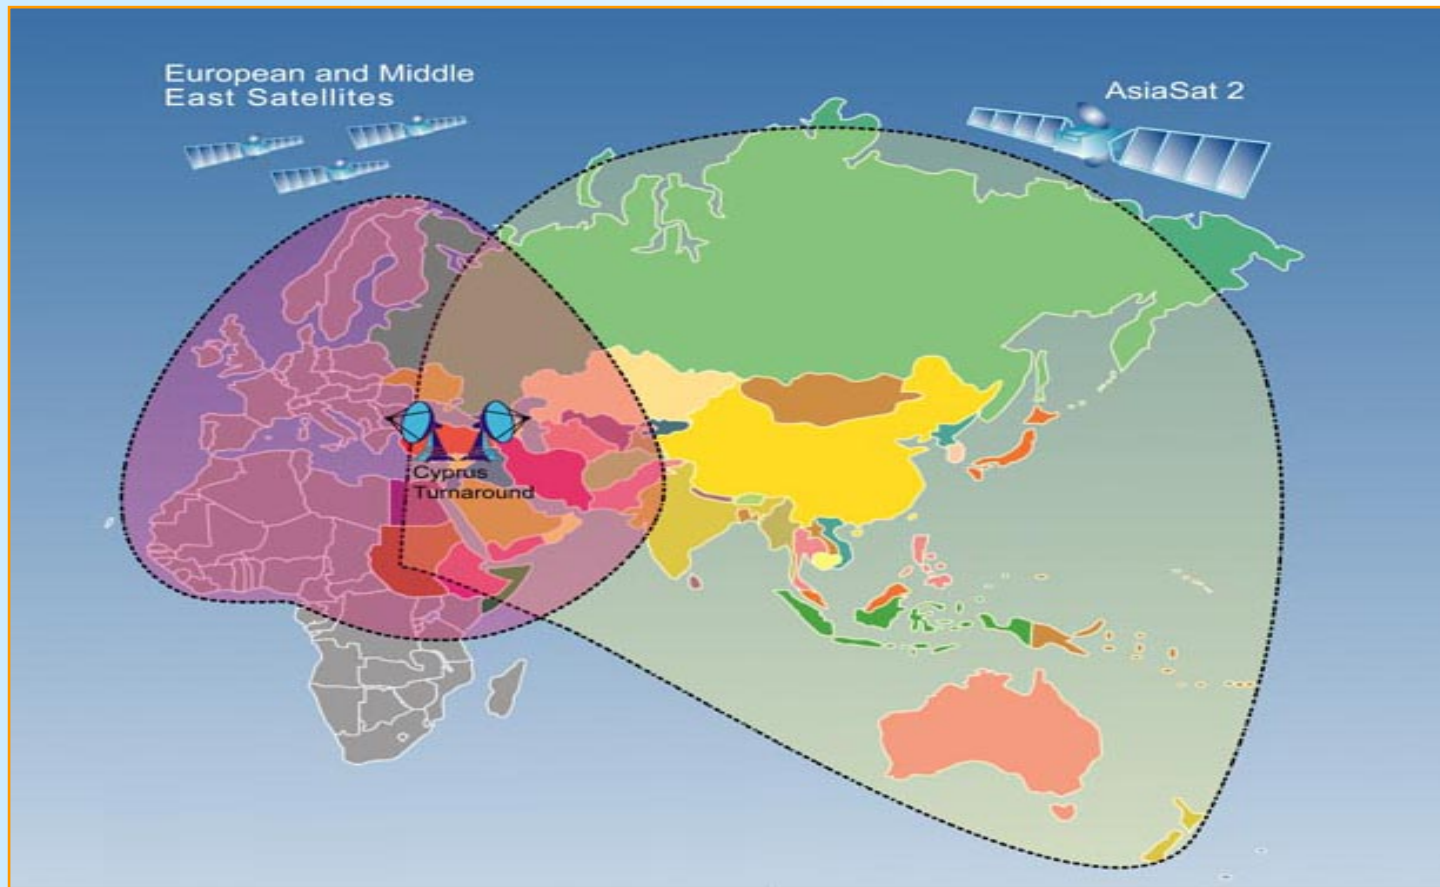 European and Middle
East Satellites
AsiaSat 2
Cyprus
Turnaround